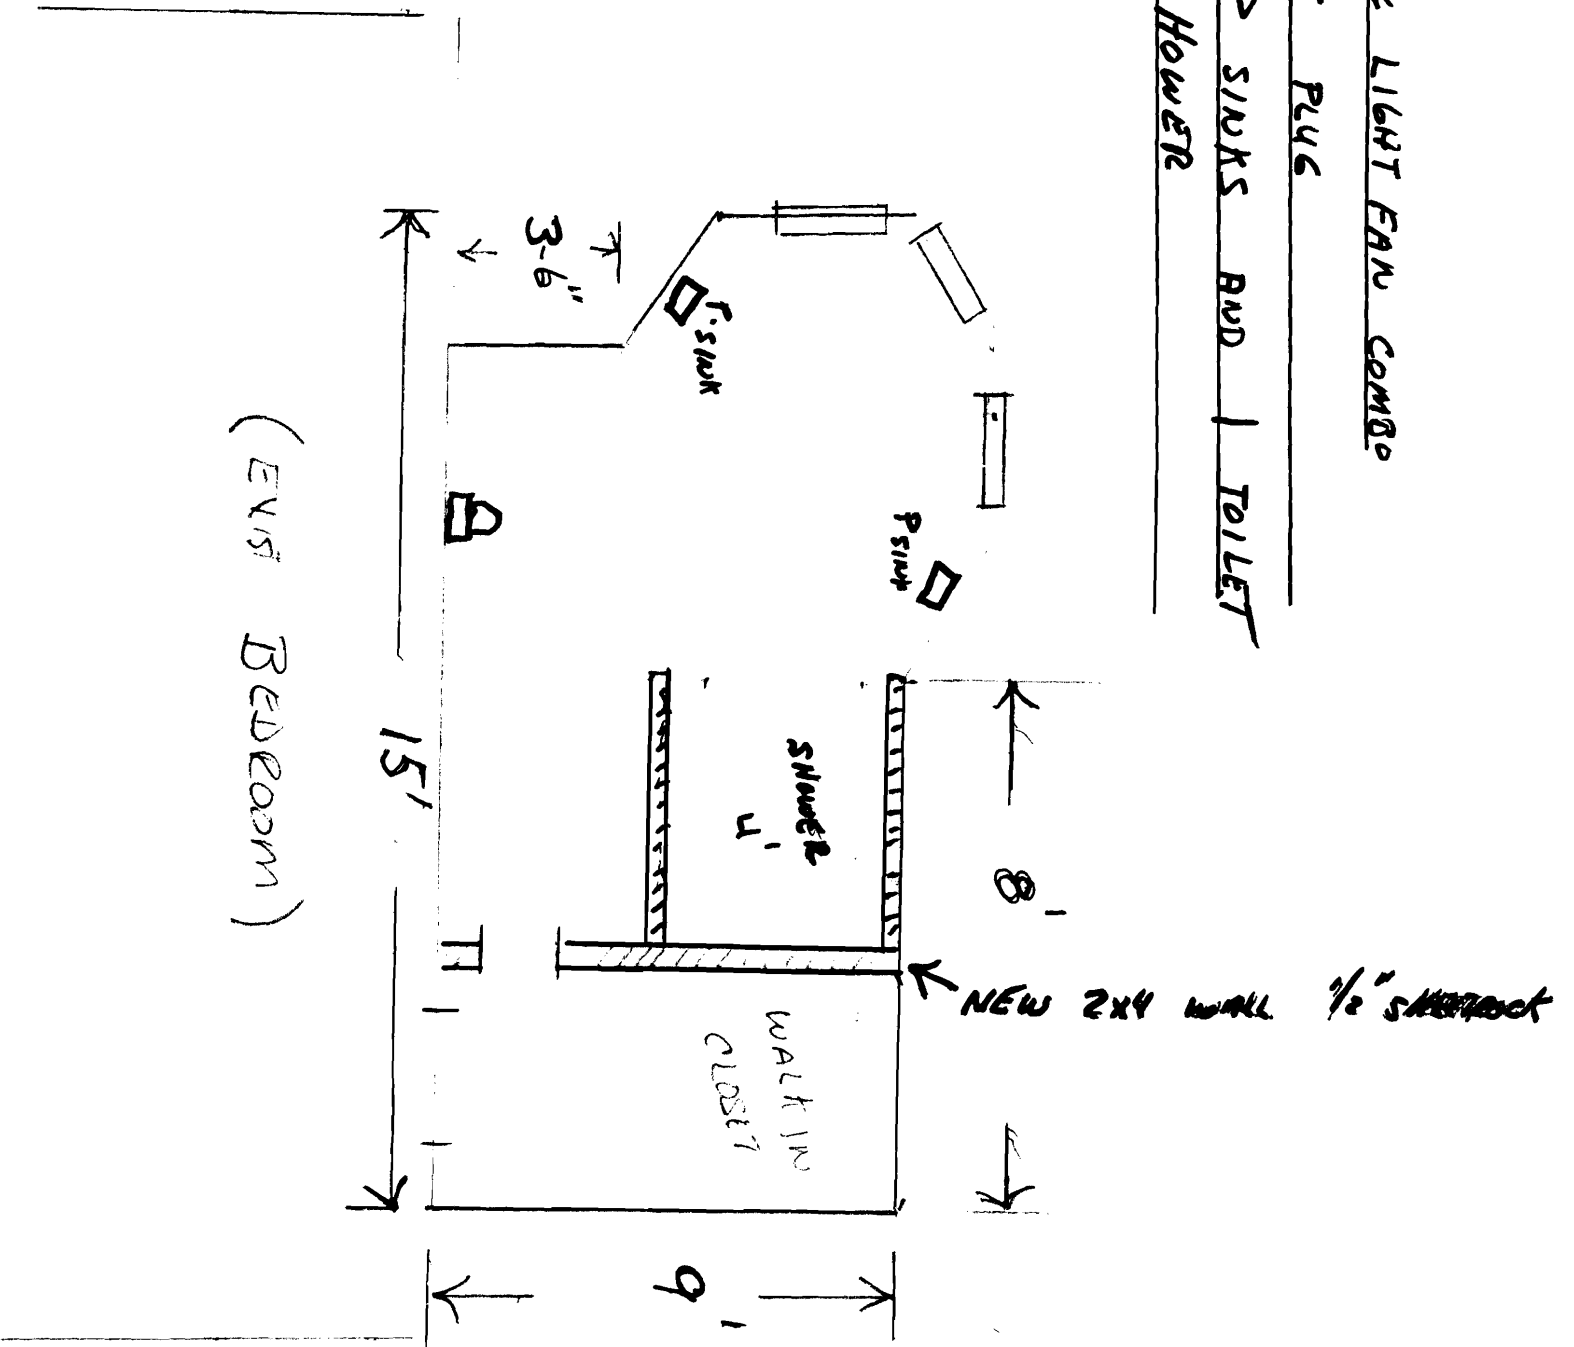 LIGHT FAN COMBO
PLUG
SINKS AND 1 TOILET
HOWER
3-6"
SINK
P SINK
SHOWER
4'
8'
15'
(EXIST BEDROOM)
NEW 2X4 WALL 1/2" SHEETROCK
WALK IN
CLOSET
9'